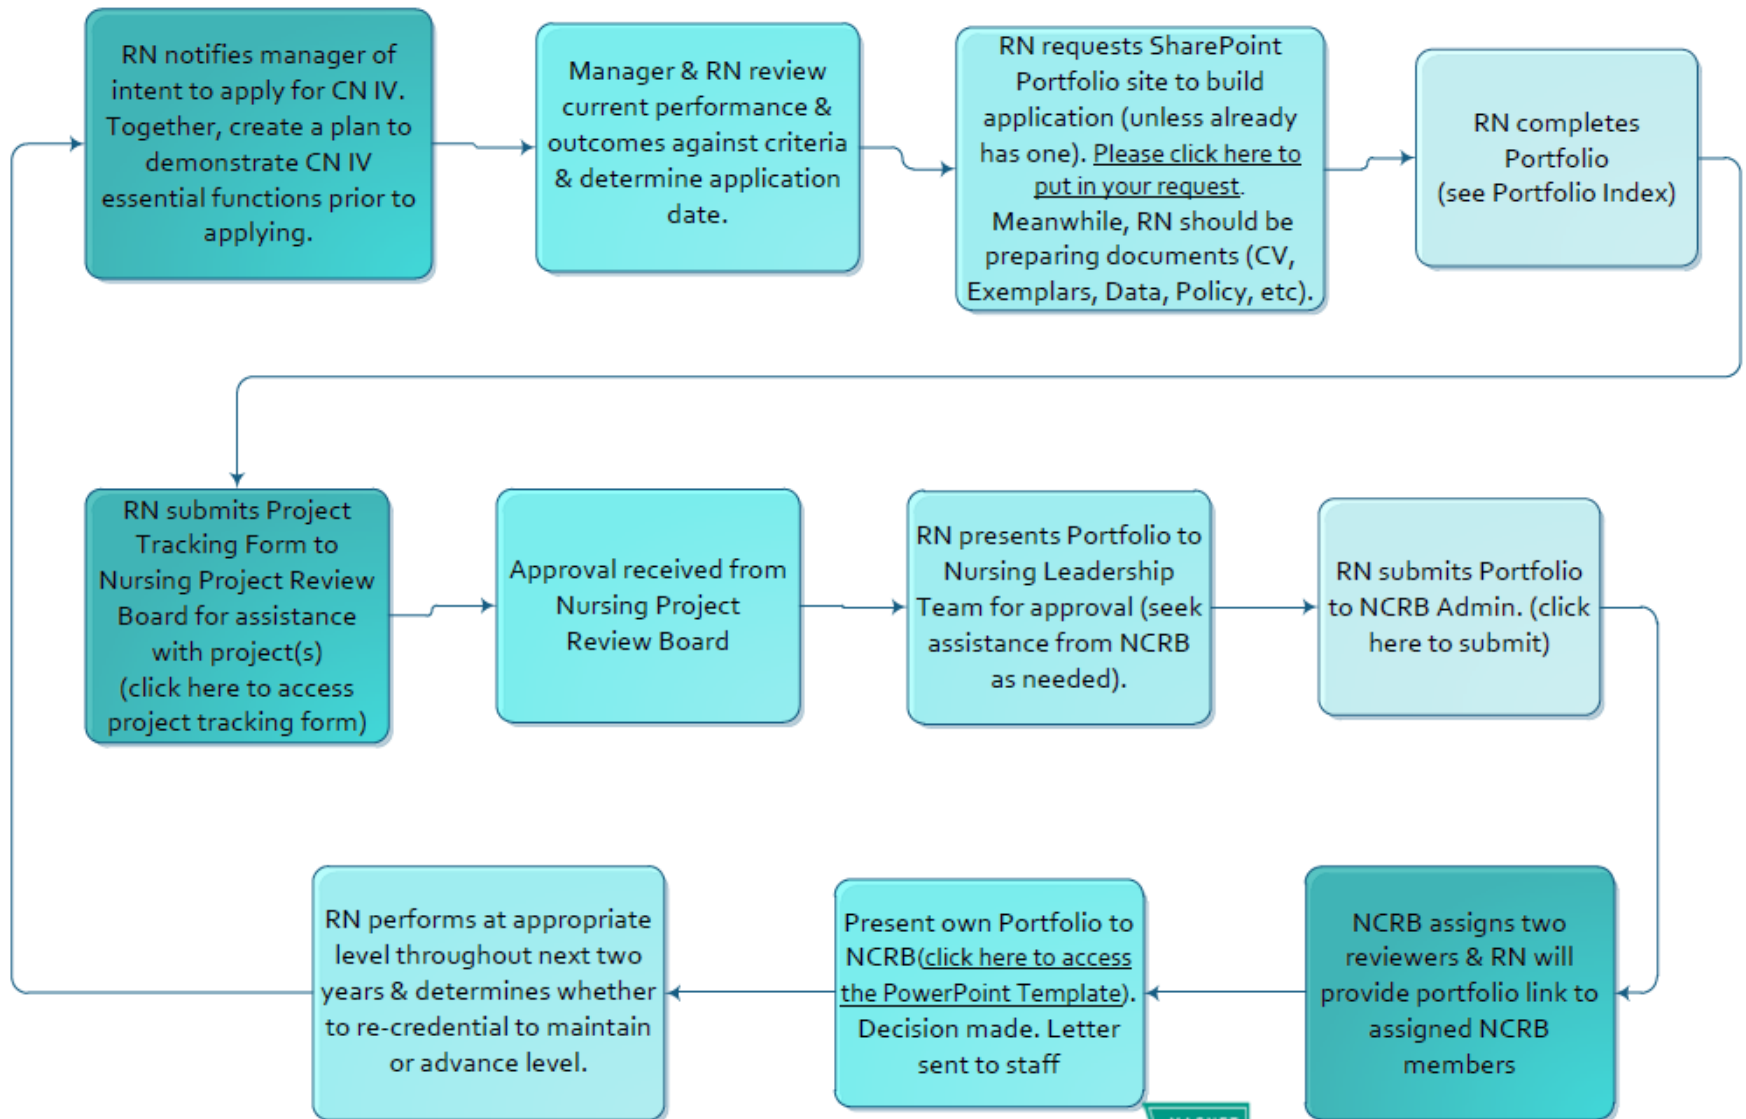 RN notifies manager of
intent to apply for CN IV.
Together, create a plan to
demonstrate CN IV
essential functions prior to
applying.
Manager & RN review
current performance &
outcomes against criteria
& determine application
date.
RN requests SharePoint
Portfolio site to build
application (unless already
has one). Please click here to
put in your request.
Meanwhile, RN should be
preparing documents (CV,
Exemplars, Data, Policy, etc).
RN completes
Portfolio
(see Portfolio Index)
RN submits Project
Tracking Form to
Nursing Project Review
Board for assistance
with project(s)
(click here to access
project tracking form)
Approval received from
Nursing Project
Review Board
RN presents Portfolio to
Nursing Leadership
Team for approval (seek
assistance from NCRB
as needed).
RN submits Portfolio
to NCRB Admin. (click
here to submit)
NCRB assigns two
reviewers & RN will
provide portfolio link to
assigned NCRB
members
Present own Portfolio to
NCRB(click here to access
the PowerPoint Template).
Decision made. Letter
sent to staff
RN performs at appropriate
level throughout next two
years & determines whether
to re-credential to maintain
or advance level.